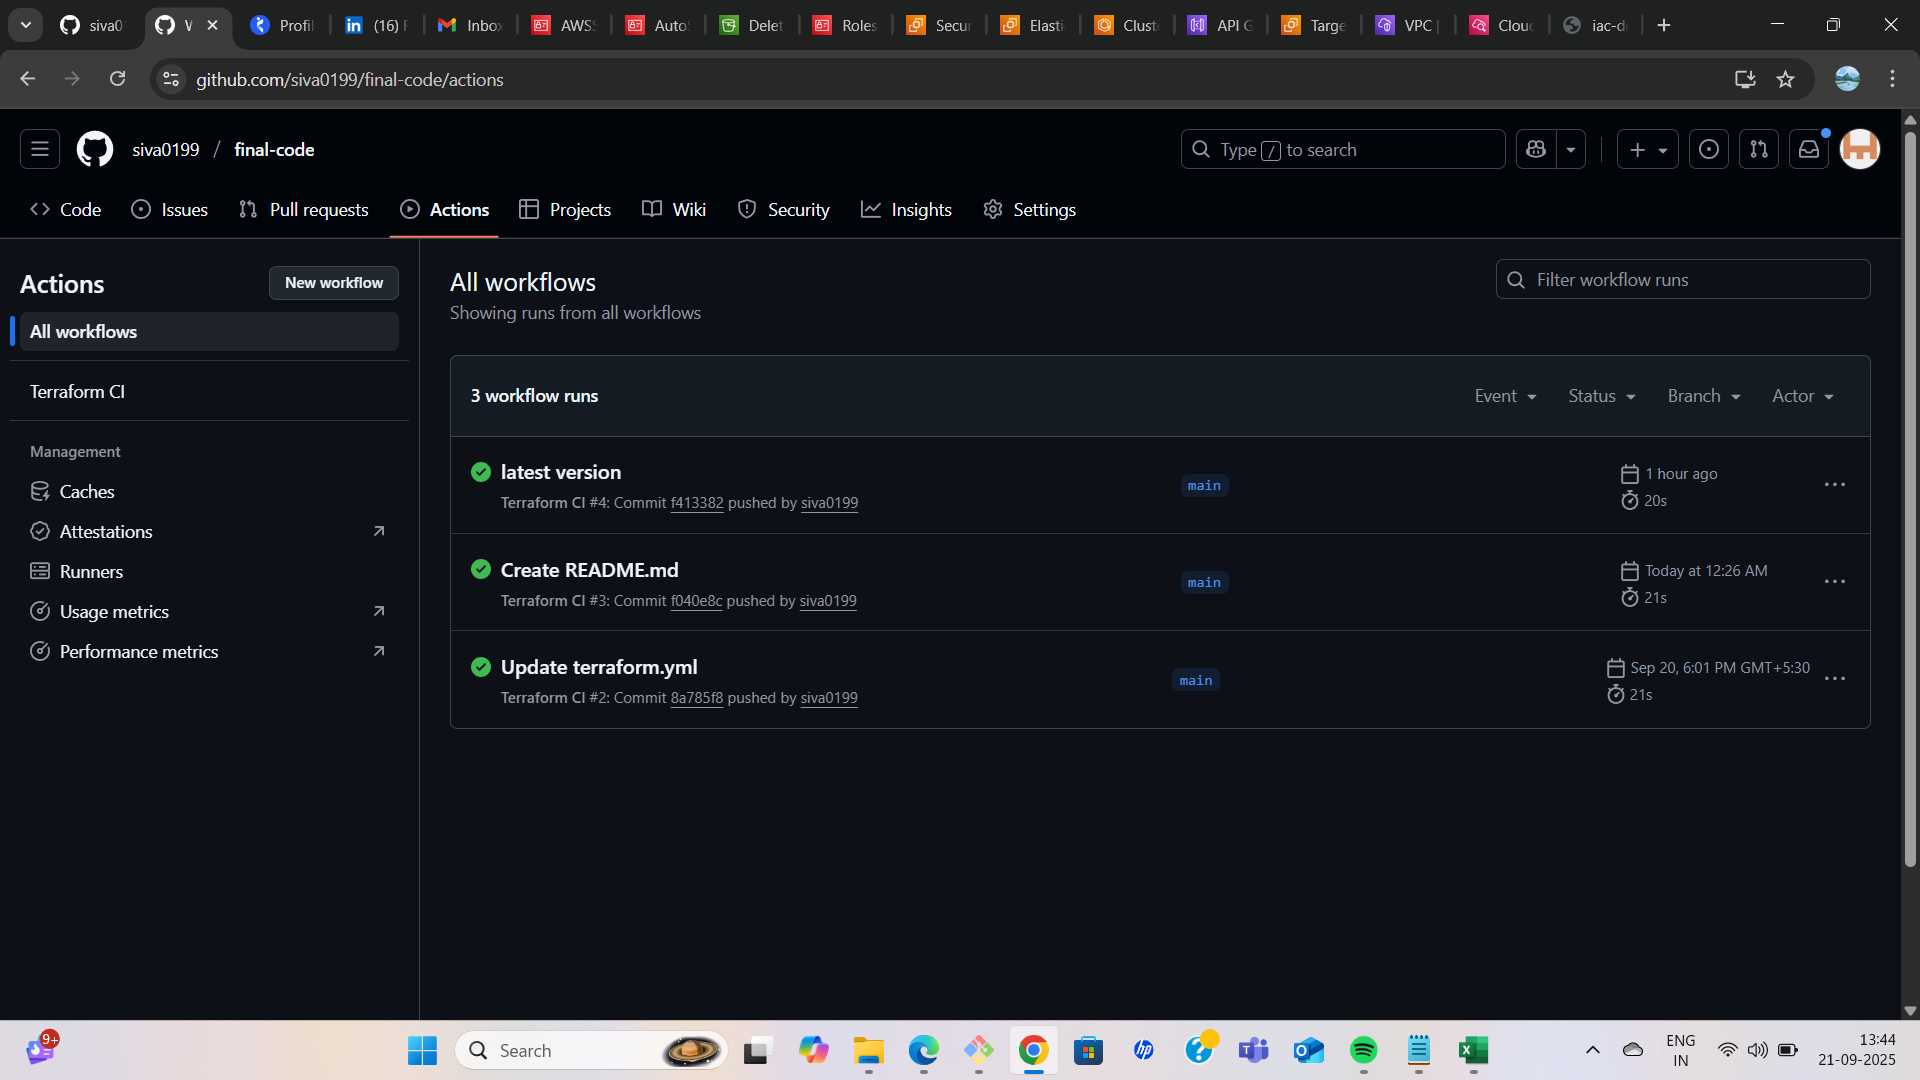 siva0
W
Profil
(16) F
Inbox
AWSS
AutoS
Delet
Roles
Secur
Elasti
Cluste
API G
Targe
VPC |
Clouc
iac-de
github.com/siva0199/final-code/actions
siva0199 / final-code
Type / to search
Code
Issues
Pull requests
Actions
Projects
Wiki
Security
Insights
Settings
Actions
New workflow
All workflows
Terraform CI
Management
Caches
Attestations
Runners
Usage metrics
Performance metrics
All workflows
Showing runs from all workflows
Filter workflow runs
3 workflow runs
Event
Status
Branch
Actor
latest version
Terraform CI #4: Commit f413382 pushed by siva0199
main
1 hour ago
20s
Create README.md
Terraform CI #3: Commit f040e8c pushed by siva0199
main
Today at 12:26 AM
21s
Update terraform.yml
Terraform CI #2: Commit 8a785f8 pushed by siva0199
main
Sep 20, 6:01 PM GMT+5:30
21s
9+
Search
ENG
IN
13:44
21-09-2025